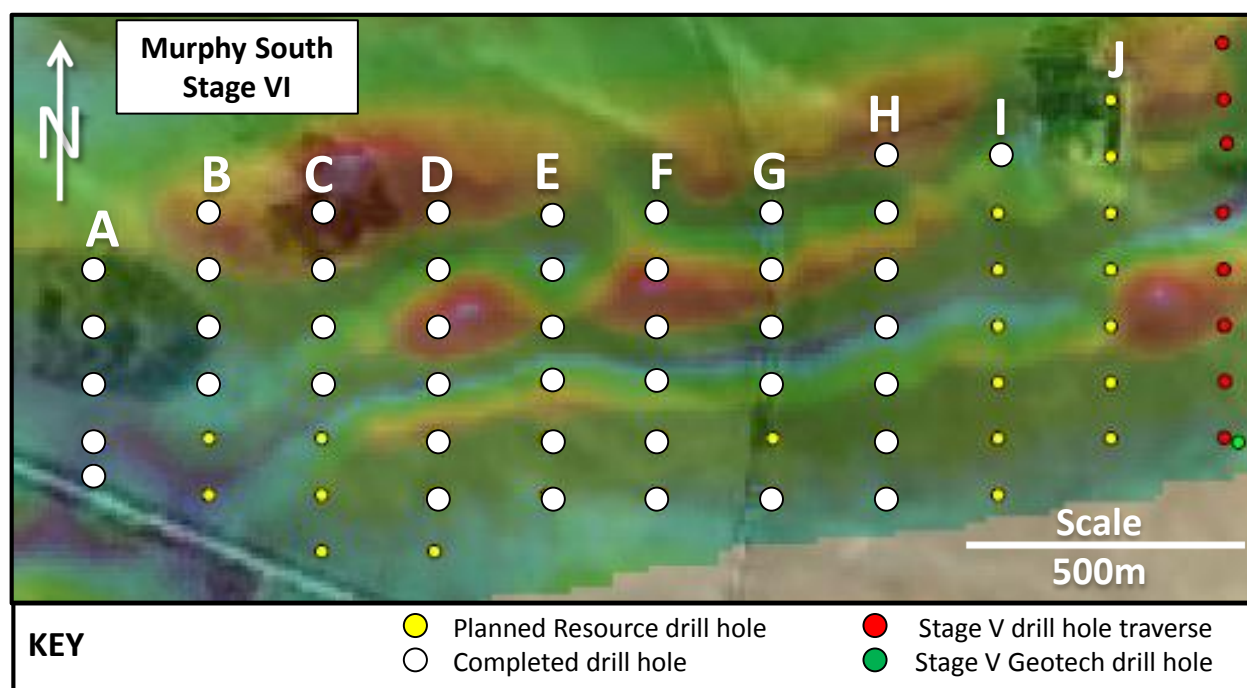 Murphy South
Stage VI
N
A
B
C
D
E
F
G
H
I
J
Scale
500m
KEY
Planned Resource drill hole
Completed drill hole
Stage V drill hole traverse
Stage V Geotech drill hole